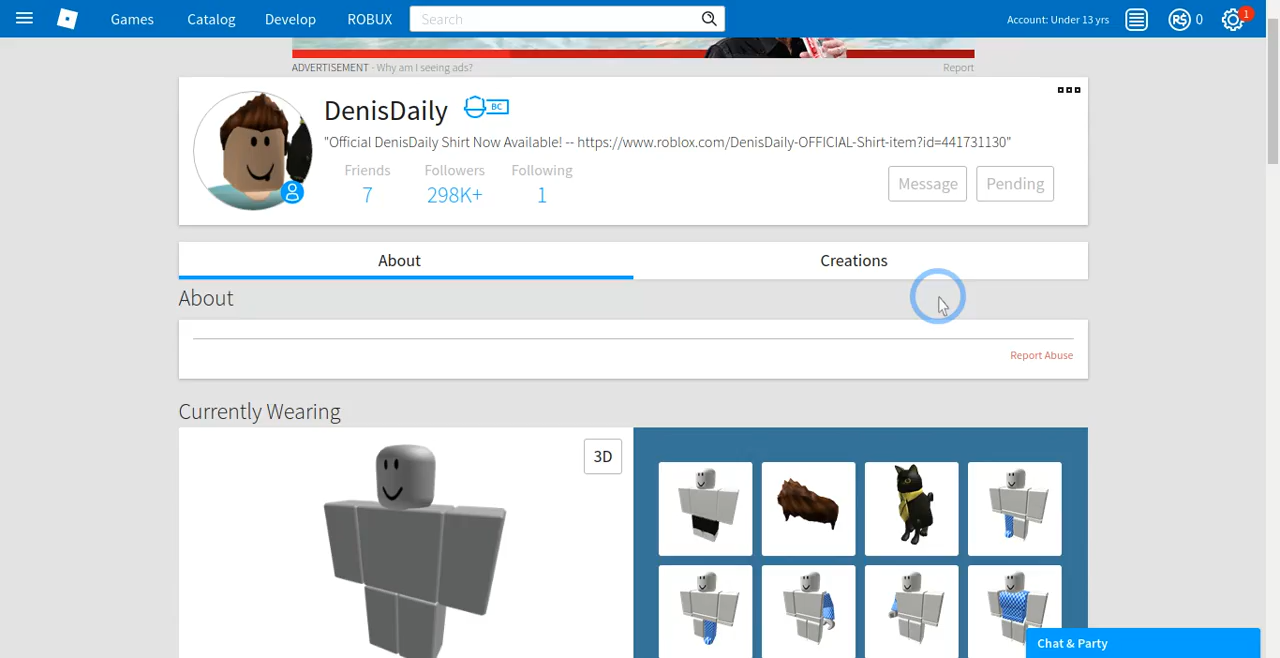 Games Catalog Develop ROBUX Search Account: Under 13 yrs R$ 0 1
ADVERTISEMENT - Why am I seeing ads? Report
DenisDaily BC
"Official DenisDaily Shirt Now Available! -- https://www.roblox.com/DenisDaily-OFFICIAL-Shirt-item?id=441731130"
Friends Followers Following
7 298K+ 1
Message Pending
About Creations
About
Report Abuse
Currently Wearing
3D
Chat & Party